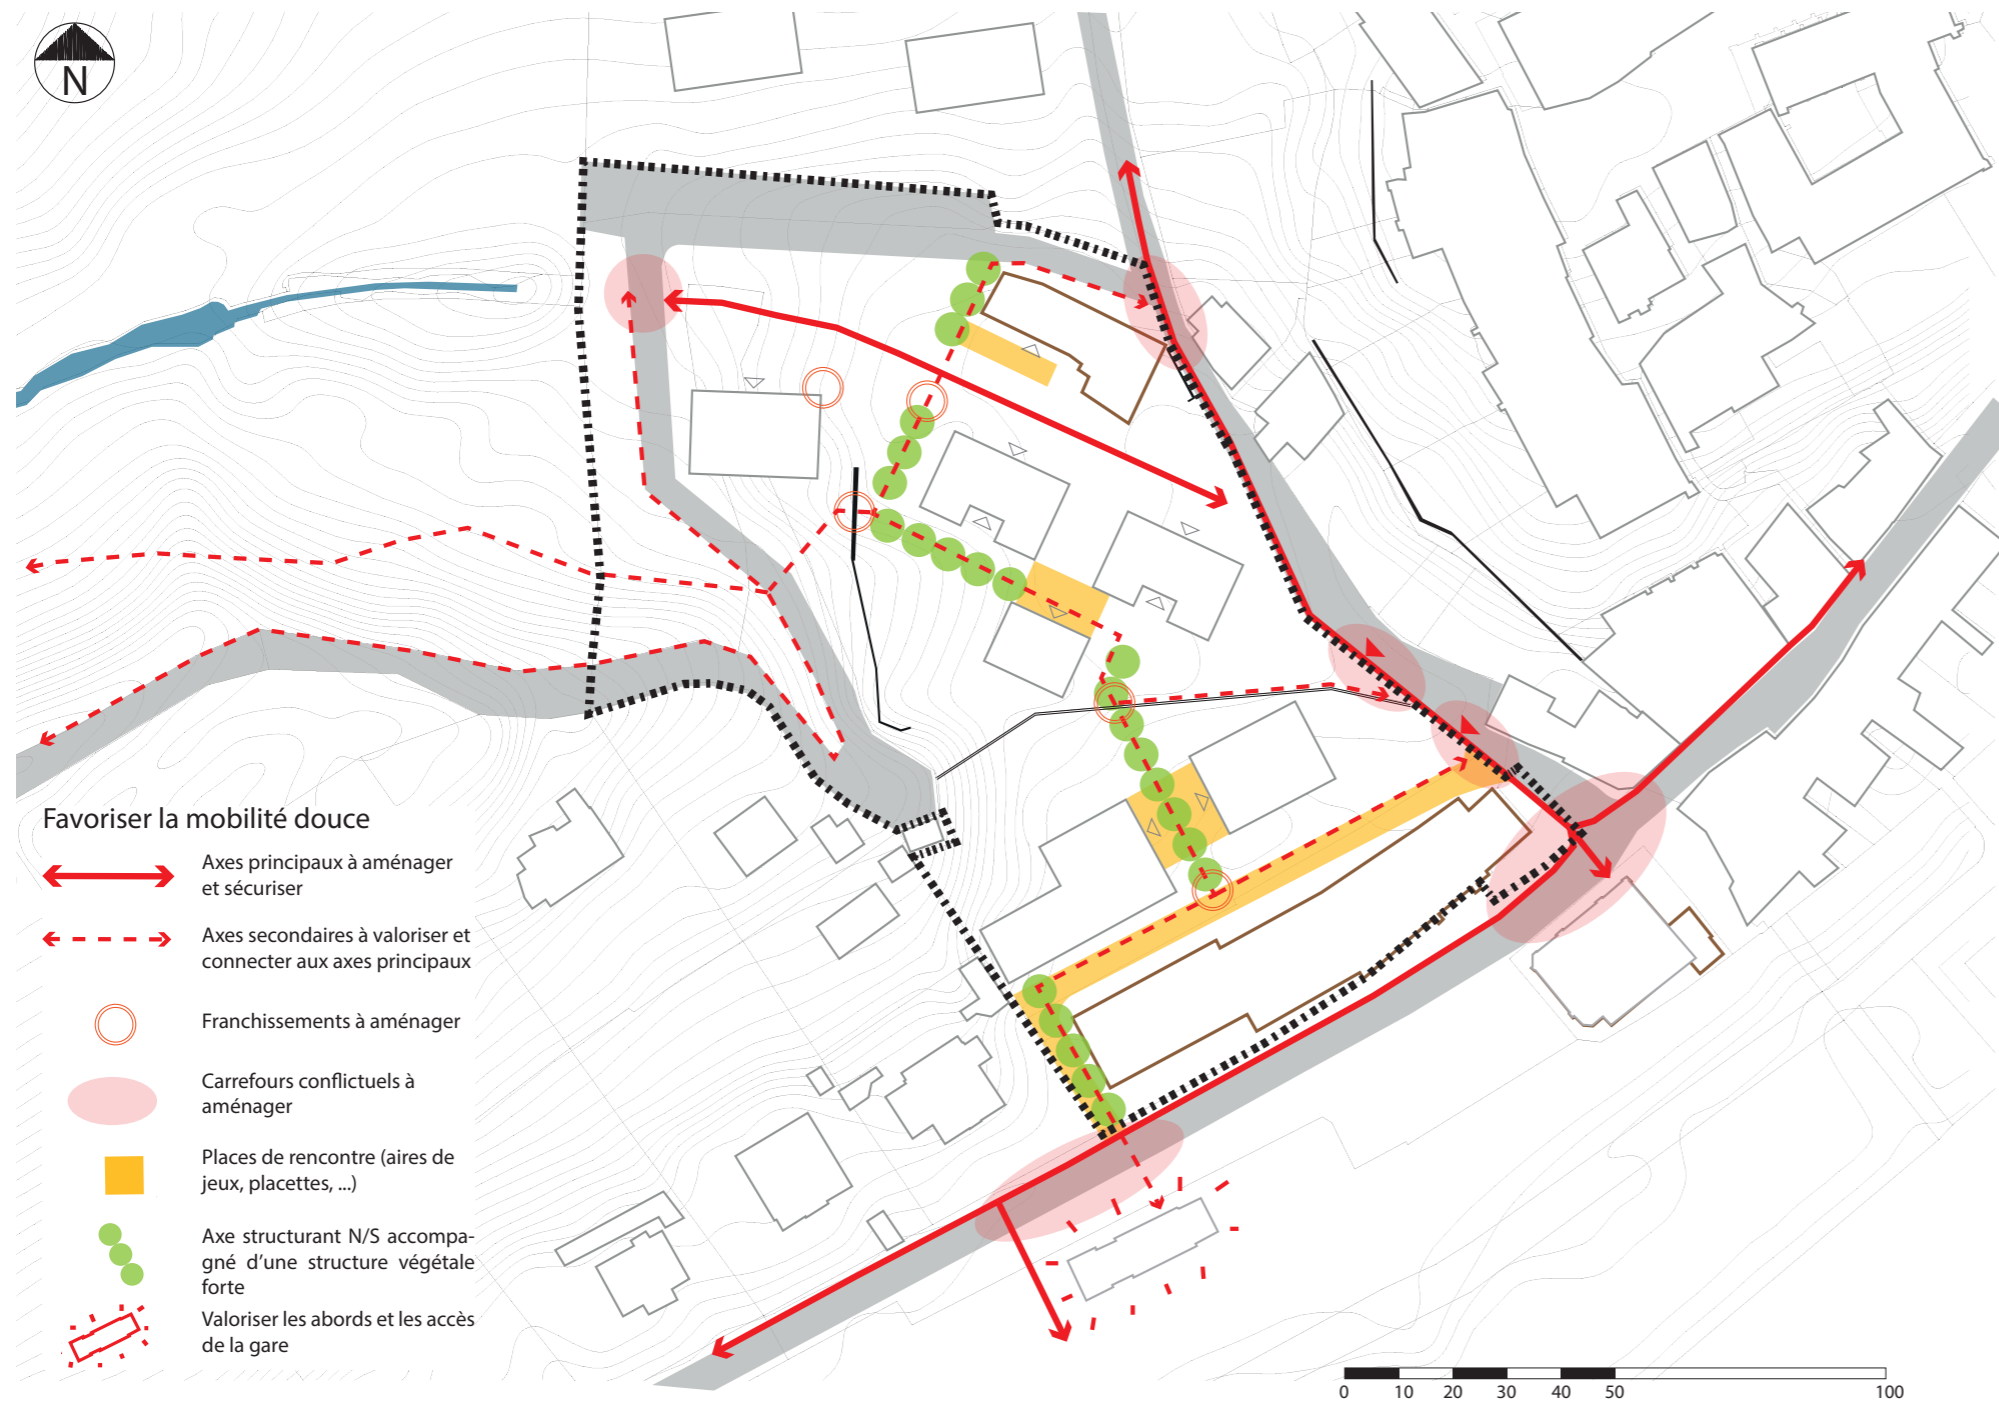 N
Favoriser la mobilité douce
Axes principaux à aménager
et sécuriser
Axes secondaires à valoriser et
connecter aux axes principaux
Franchissements à aménager
Carrefours conflictuels à
aménager
Places de rencontre (aires de
jeux, placettes, ...)
Axe structurant N/S accompa-
gné d'une structure végétale
forte
Valoriser les abords et les accès
de la gare
0 10 20 30 40 50 100